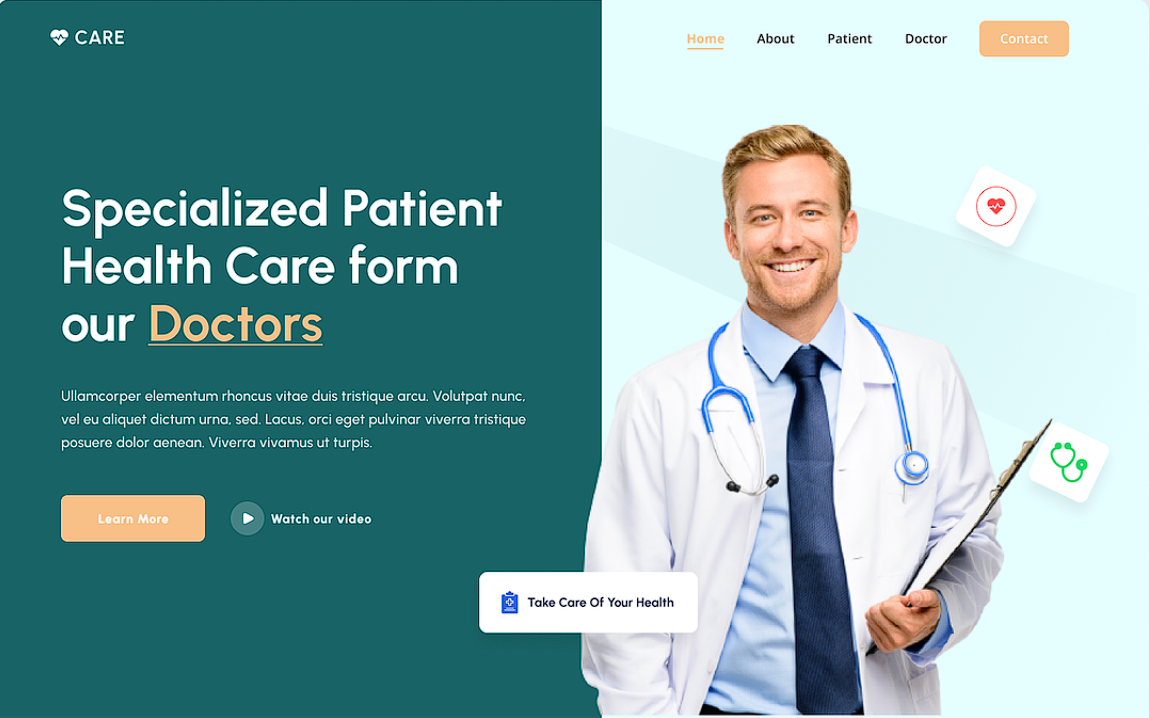 CARE
Home About Patient Doctor Contact
Specialized Patient
Health Care form
our Doctors
Ullamcorper elementum rhoncus vitae duis tristique arcu. Volutpat nunc,
vel eu aliquet dictum urna, sed. Lacus, orci eget pulvinar viverra tristique
posuere dolor aenean. Viverra vivamus ut turpis.
Learn More Watch our video
Take Care Of Your Health